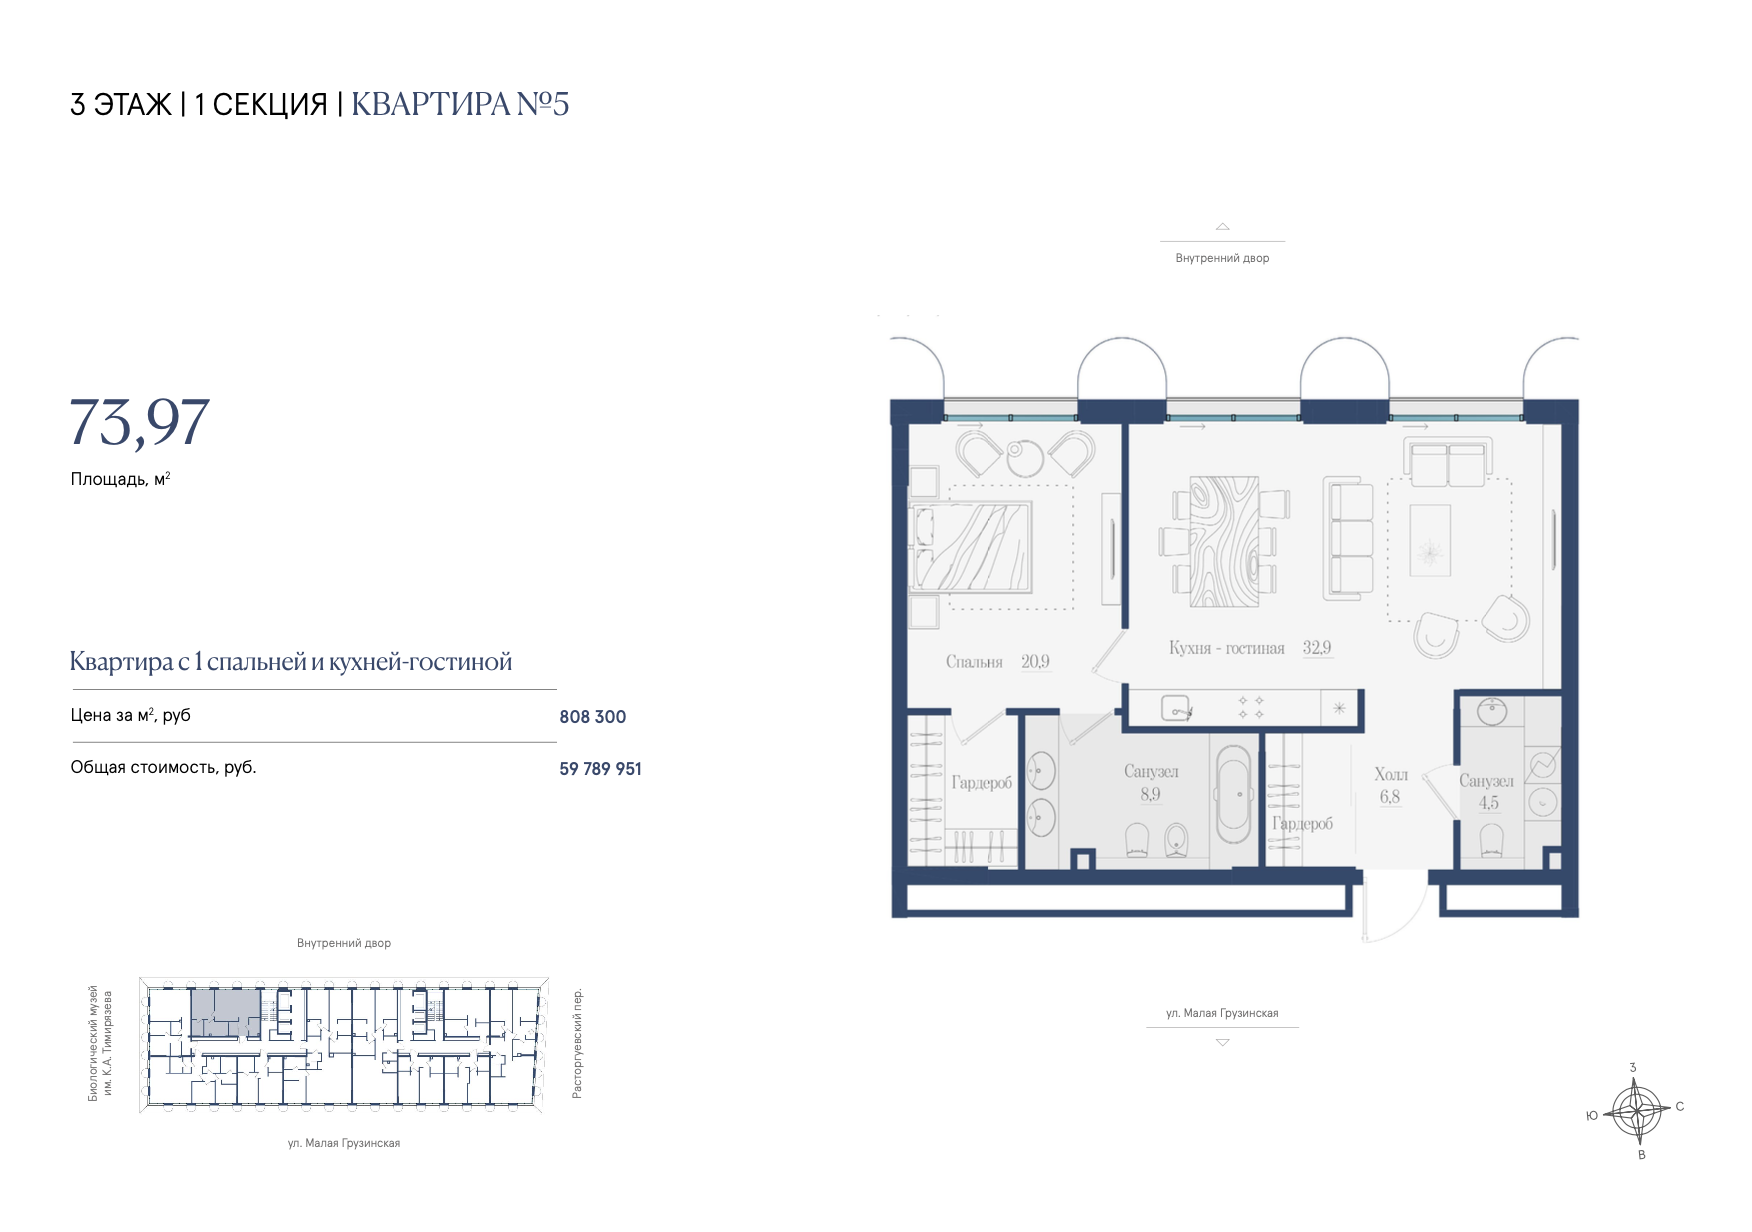 3 ЭТАЖ | 1 СЕКЦИЯ | КВАРТИРА №5
73,97
Площадь, м²
Квартира с 1 спальней и кухней-гостиной
Цена за м², руб 808 300
Общая стоимость, руб. 59 789 951
Внутренний двор
Биологический музей
им. К.А. Тимирязева
Расторгуевский пер.
ул. Малая Грузинская
Внутренний двор
Спальня 20,9
Кухня - гостиная 32,9
Гардероб
Санузел
8,9
Гардероб
Холл
6,8
Санузел
4,5
ул. Малая Грузинская
З
Ю
С
В